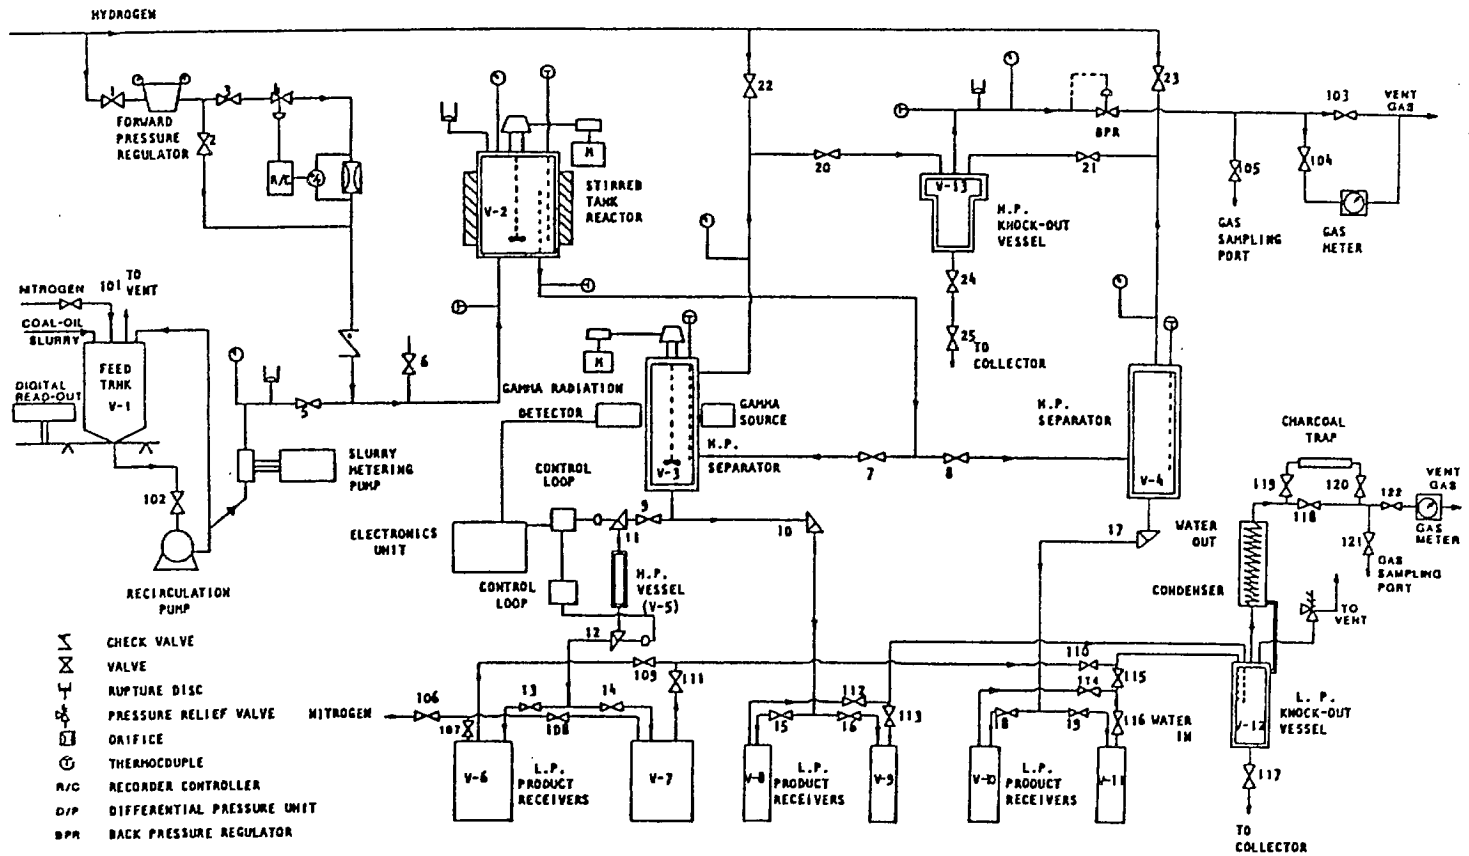 HYDROGEN
1
3
4
FORWARD
PRESSURE
REGULATOR
2
R/C
M
STIRRED
TANK
REACTOR
V-2
22
20
21
23
BPR
V-13
H.P.
KNOCK-OUT
VESSEL
24
25
TO
COLLECTOR
103
VENT
GAS
104
105
GAS
SAMPLING
PORT
GAS
METER
101
TO
VENT
NITROGEN
COAL-OIL
SLURRY
FEED
TANK
V-1
DIGITAL
READ-OUT
5
6
102
SLURRY
METERING
PUMP
RECIRCULATION
PUMP
M
GAMMA RADIATION
DETECTOR
GAMMA
SOURCE
H.P.
SEPARATOR
V-3
7
8
H.P.
SEPARATOR
V-4
CONTROL
LOOP
ELECTRONICS
UNIT
CONTROL
LOOP
9
10
11
H.P.
VESSEL
(V-5)
12
17
CHARCOAL
TRAP
119
120
118
122
121
VENT
GAS
GAS
METER
GAS
SAMPLING
PORT
WATER
OUT
CONDENSER
TO
VENT
CHECK VALVE
VALVE
RUPTURE DISC
PRESSURE RELIEF VALVE
ORIFICE
THERMOCOUPLE
R/C RECORDER CONTROLLER
D/P DIFFERENTIAL PRESSURE UNIT
BPR BACK PRESSURE REGULATOR
NITROGEN
106
107
13
14
108
109
111
V-6
L.P.
PRODUCT
RECEIVERS
V-7
112
113
15
16
V-8
L.P.
PRODUCT
RECEIVERS
V-9
110
114
115
116
WATER
IN
18
19
V-10
L.P.
PRODUCT
RECEIVERS
V-11
V-12
L.P.
KNOCK-OUT
VESSEL
117
TO
COLLECTOR